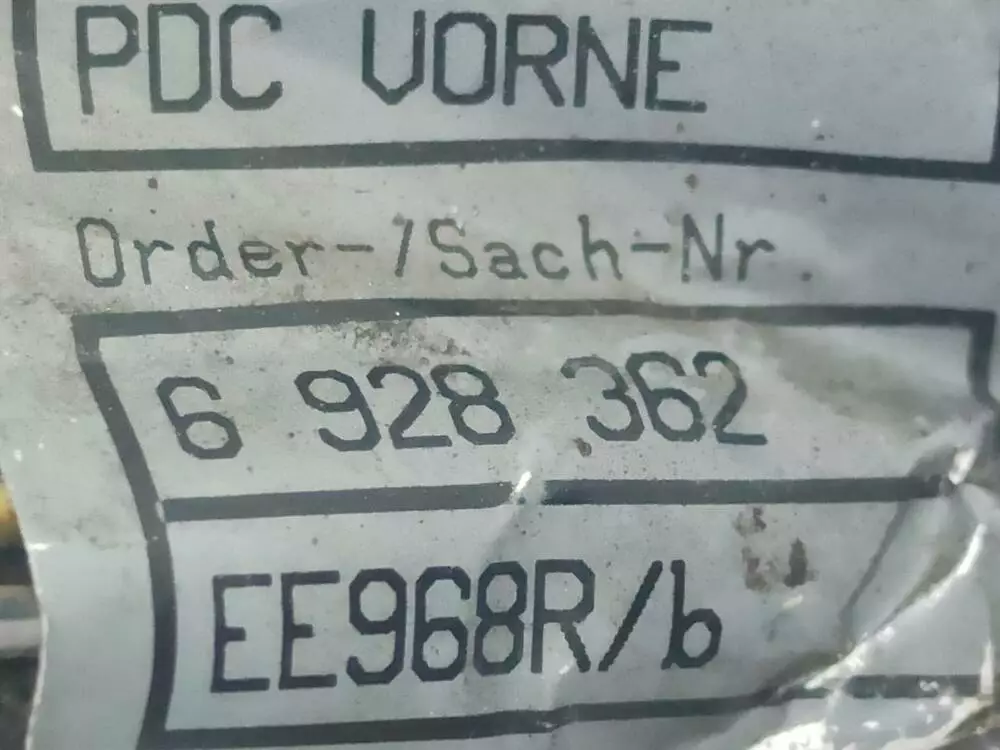 PDC VORNE
Order-/Sach-Nr.
6 928 362
EE968R/b